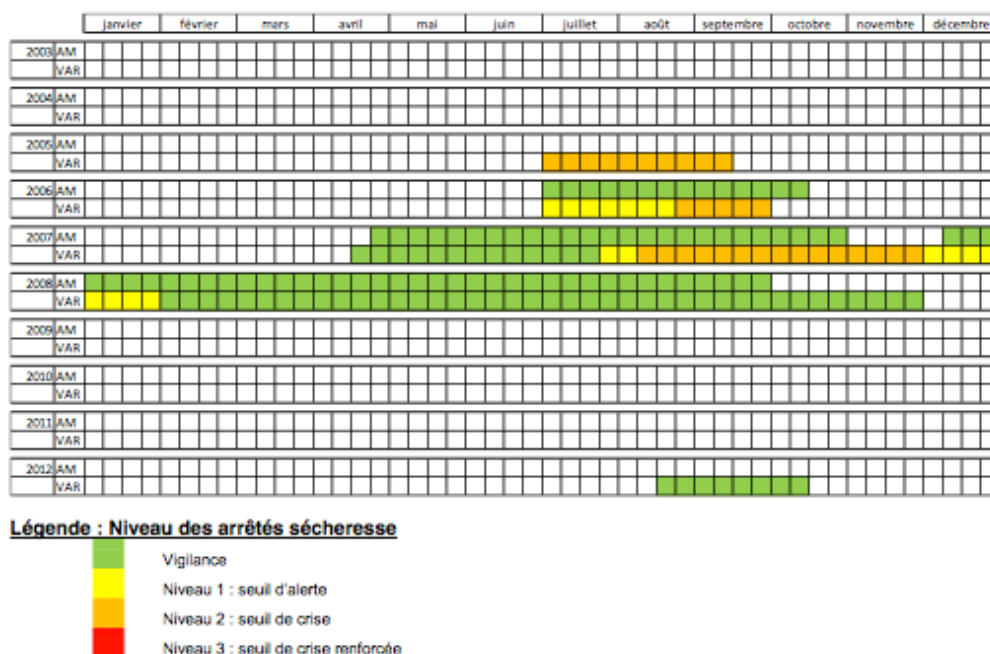 janvier février mars avril mai juin juillet août septembre octobre novembre décembre
2003 AM
VAR
2004 AM
VAR
2005 AM
VAR
2006 AM
VAR
2007 AM
VAR
2008 AM
VAR
2009 AM
VAR
2010 AM
VAR
2011 AM
VAR
2012 AM
VAR
Légende : Niveau des arrêtés sécheresse
Vigilance
Niveau 1 : seuil d'alerte
Niveau 2 : seuil de crise
Niveau 3 : seuil de crise renforcée